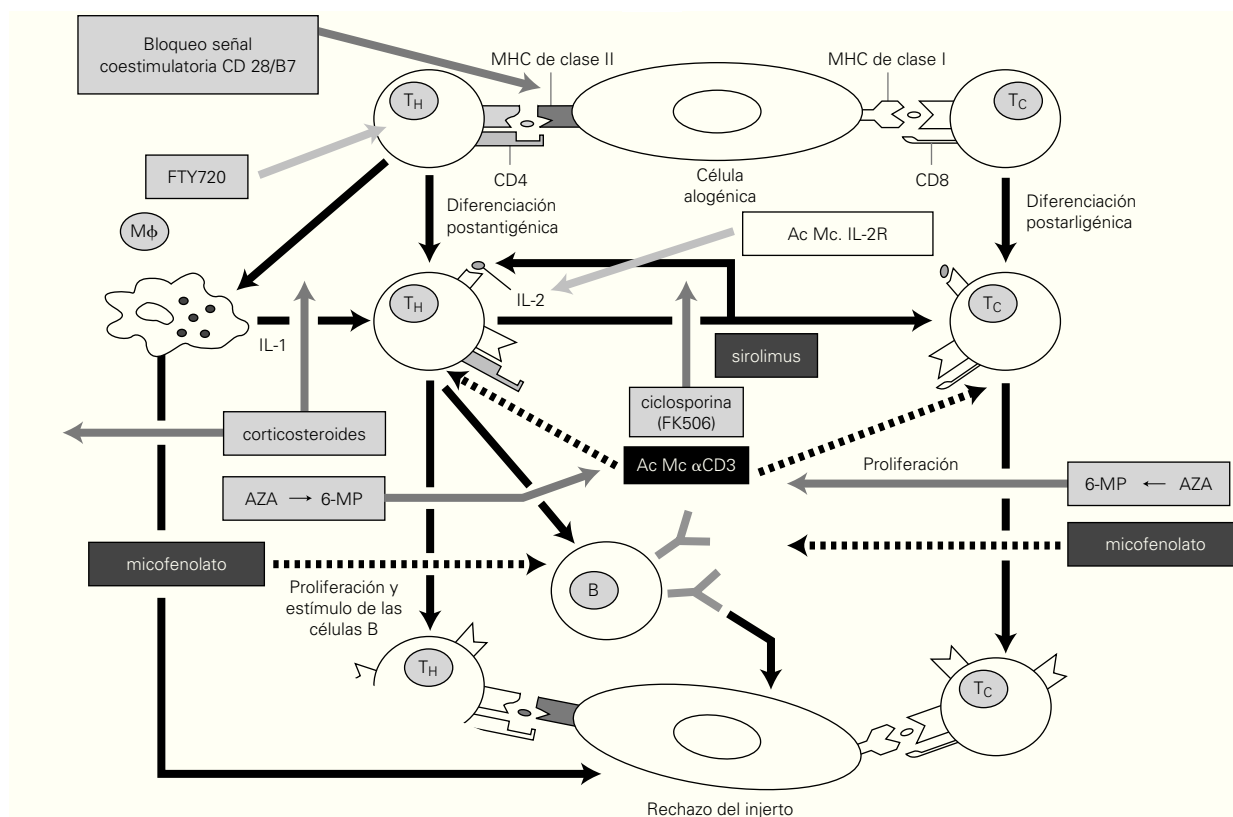 Bloqueo señal
coestimulatoria CD 28/B7
MHC de clase II
MHC de clase I
TH
TC
FTY720
CD4
Célula
alogénica
CD8
Mϕ
Diferenciación
postantigénica
Ac Mc. IL-2R
Diferenciación
postarligénica
TH
IL-2
TC
IL-1
sirolimus
ciclosporina
(FK506)
corticosteroides
Ac Mc αCD3
Proliferación
AZA → 6-MP
6-MP ← AZA
micofenolato
micofenolato
Proliferación y
estímulo de las
células B
B
TH
TC
Rechazo del injerto